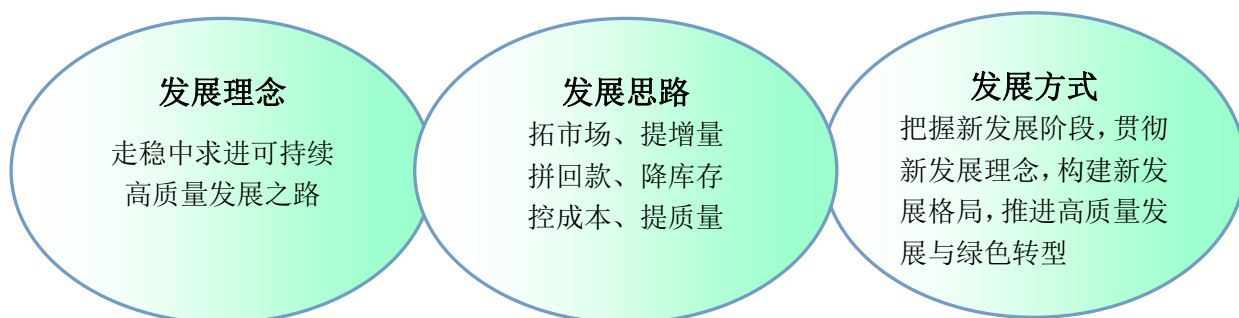 发展理念
走稳中求进可持续
高质量发展之路
发展思路
拓市场、提增量
拼回款、降库存
控成本、提质量
发展方式
把握新发展阶段，贯彻
新发展理念，构建新发
展格局，推进高质量发
展与绿色转型